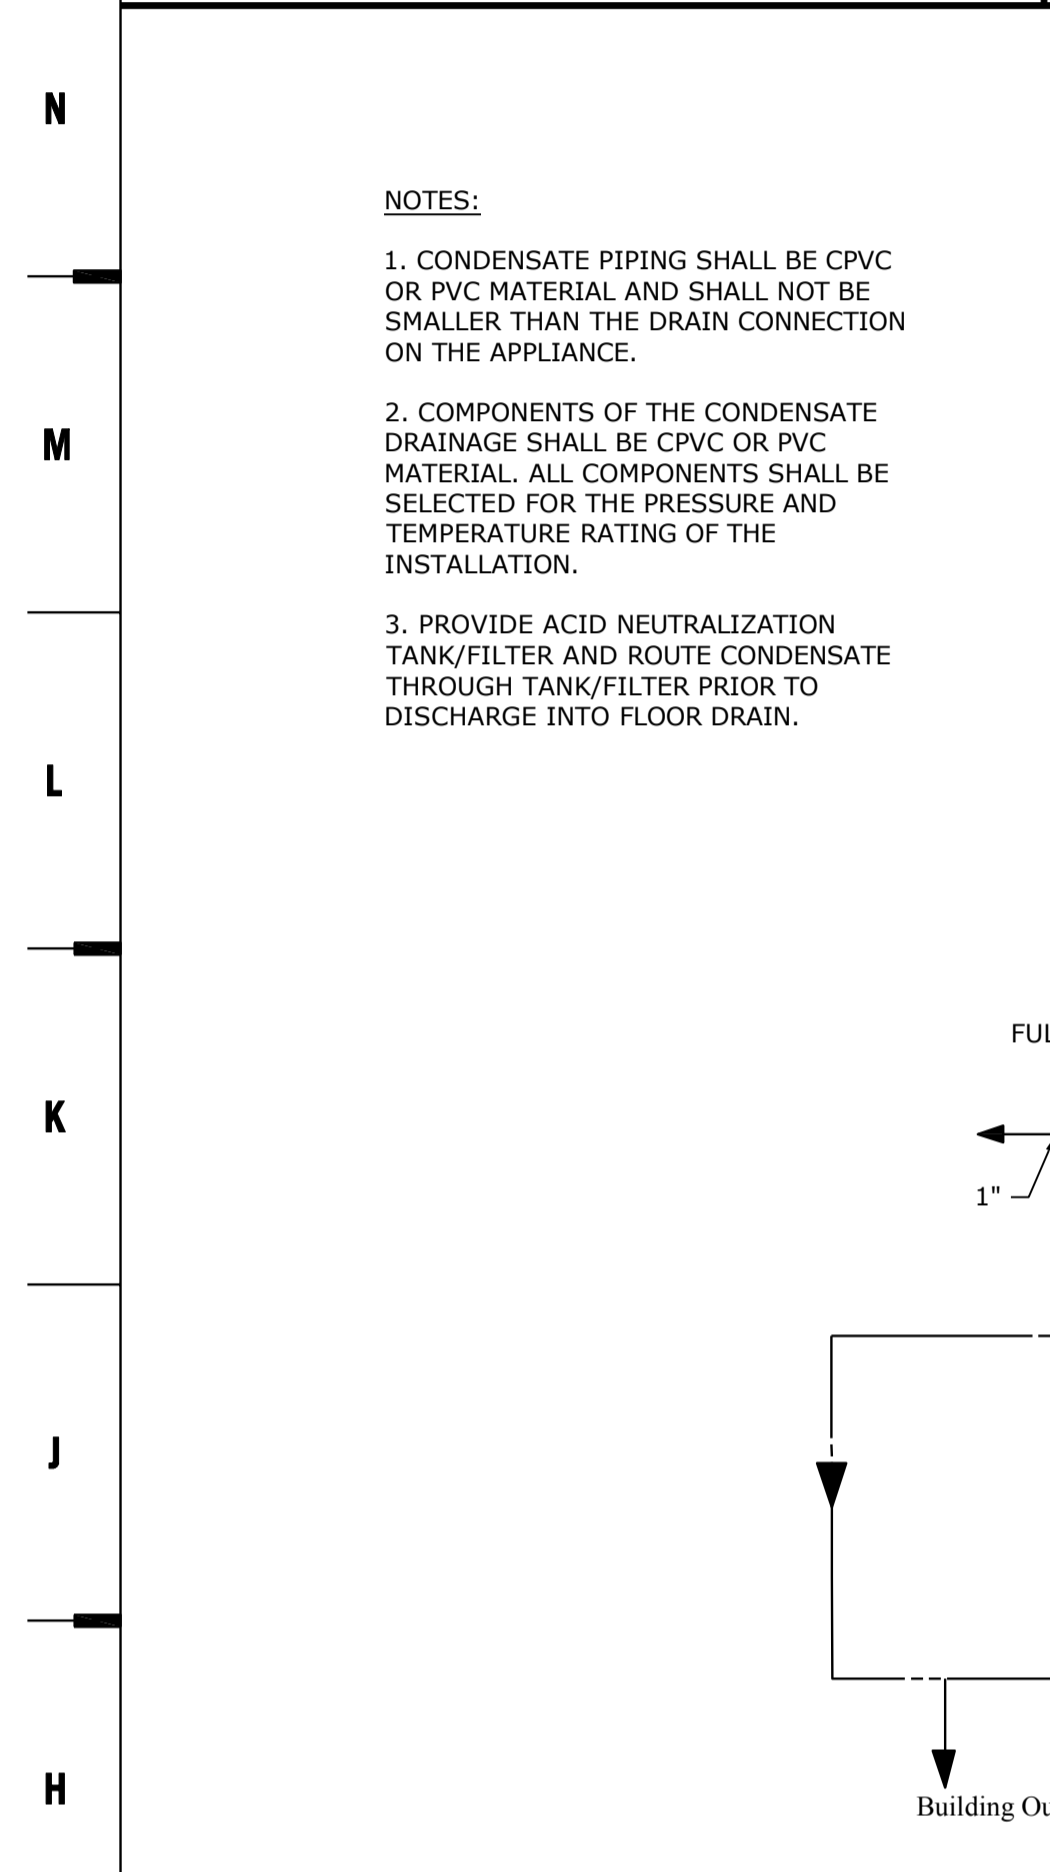 N
NOTES:
1. CONDENSATE PIPING SHALL BE CPVC
OR PVC MATERIAL AND SHALL NOT BE
SMALLER THAN THE DRAIN CONNECTION
ON THE APPLIANCE.
M
2. COMPONENTS OF THE CONDENSATE
DRAINAGE SHALL BE CPVC OR PVC
MATERIAL. ALL COMPONENTS SHALL BE
SELECTED FOR THE PRESSURE AND
TEMPERATURE RATING OF THE
INSTALLATION.
3. PROVIDE ACID NEUTRALIZATION
TANK/FILTER AND ROUTE CONDENSATE
THROUGH TANK/FILTER PRIOR TO
DISCHARGE INTO FLOOR DRAIN.
L
K
1"
J
H
Building